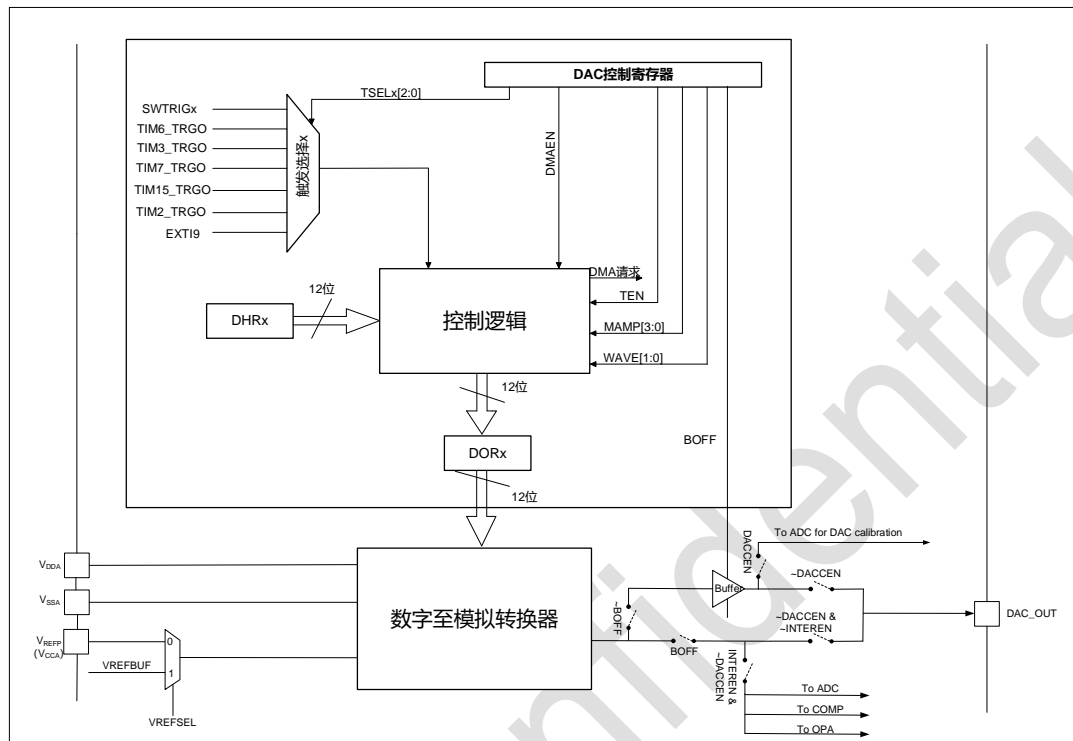 DAC控制寄存器
TSELx[2:0]
SWTRIGx
TIM6_TRGO
TIM3_TRGO
TIM7_TRGO
TIM15_TRGO
TIM2_TRGO
EXTI9
触发选择x
DMAEN
DMA请求
TEN
MAMP[3:0]
WAVE[1:0]
DHRx
12位
控制逻辑
12位
DORx
12位
BOFF
To ADC for DAC calibration
DACCEN
~DACCEN
Buffer
~BOFF
VDDA
VSSA
VREFP
(VCCA)
0
VREFBUF
1
VREFSEL
数字至模拟转换器
BOFF
~DACCEN &
~INTEREN
DAC_OUT
INTEREN &
~DACCEN
To ADC
To COMP
To OPA
nfidential